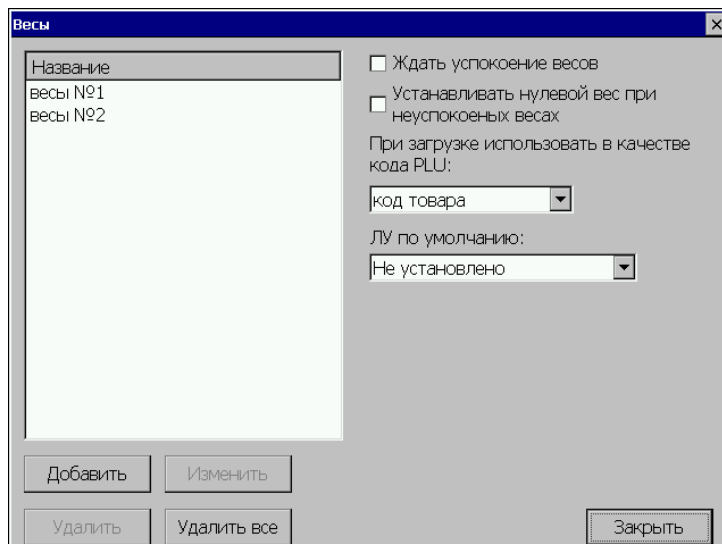 Весы
Название
весы №1
весы №2
Ждать успокоение весов
Устанавливать нулевой вес при
неуспокоеных весах
При загрузке использовать в качестве
кода PLU:
код товара
ЛУ по умолчанию:
Не установлено
Добавить
Изменить
Удалить
Удалить все
Закрыть